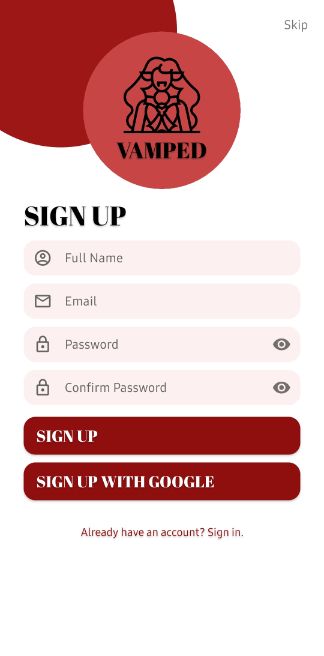 Skip
VAMPED
SIGN UP
Full Name
Email
Password
Confirm Password
SIGN UP
SIGN UP WITH GOOGLE
Already have an account? Sign in.